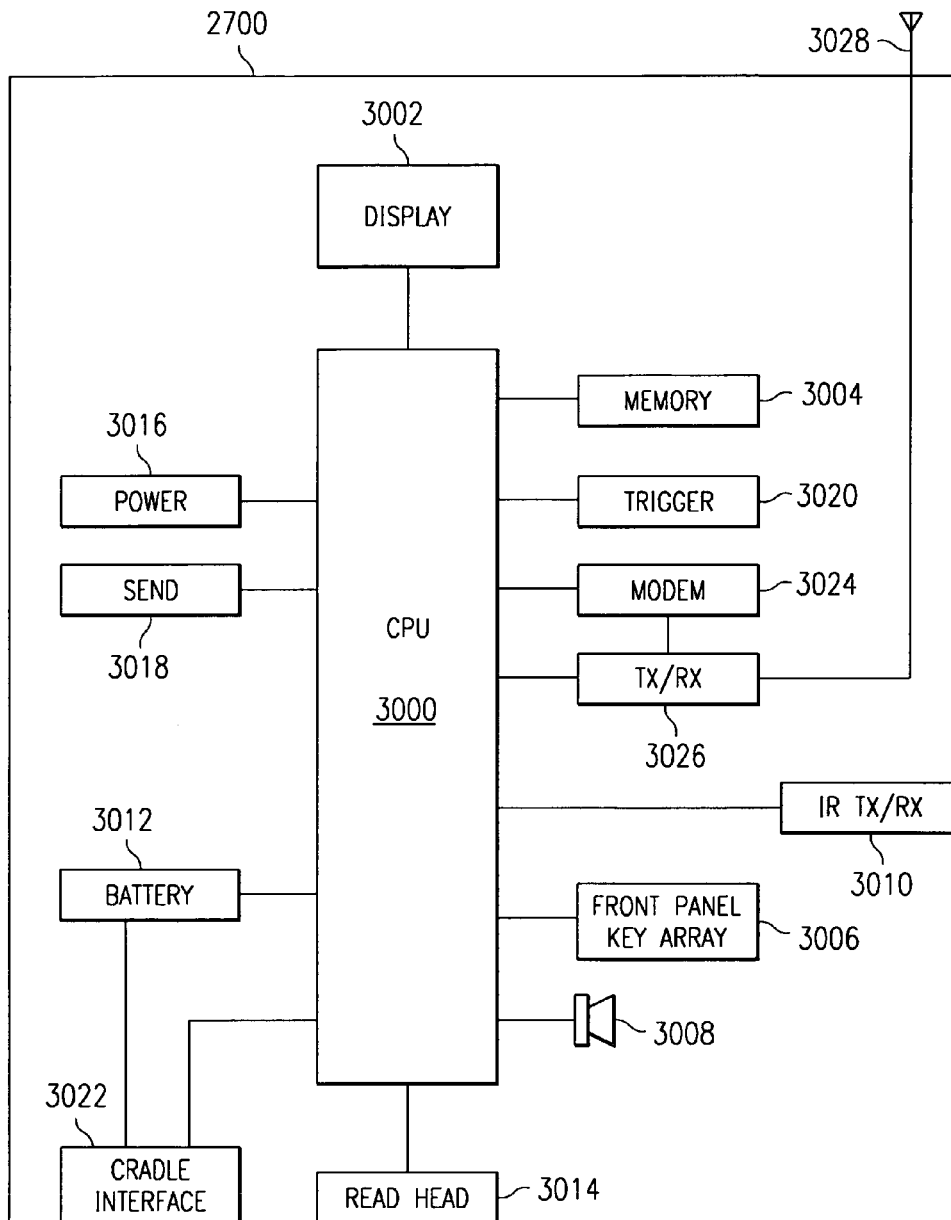 2700
3028
3002
DISPLAY
MEMORY
3004
3016
POWER
TRIGGER
3020
SEND
3018
MODEM
3024
CPU
3000
TX/RX
3026
IR TX/RX
3010
3012
BATTERY
FRONT PANEL
KEY ARRAY
3006
3008
3022
CRADLE
INTERFACE
READ HEAD
3014